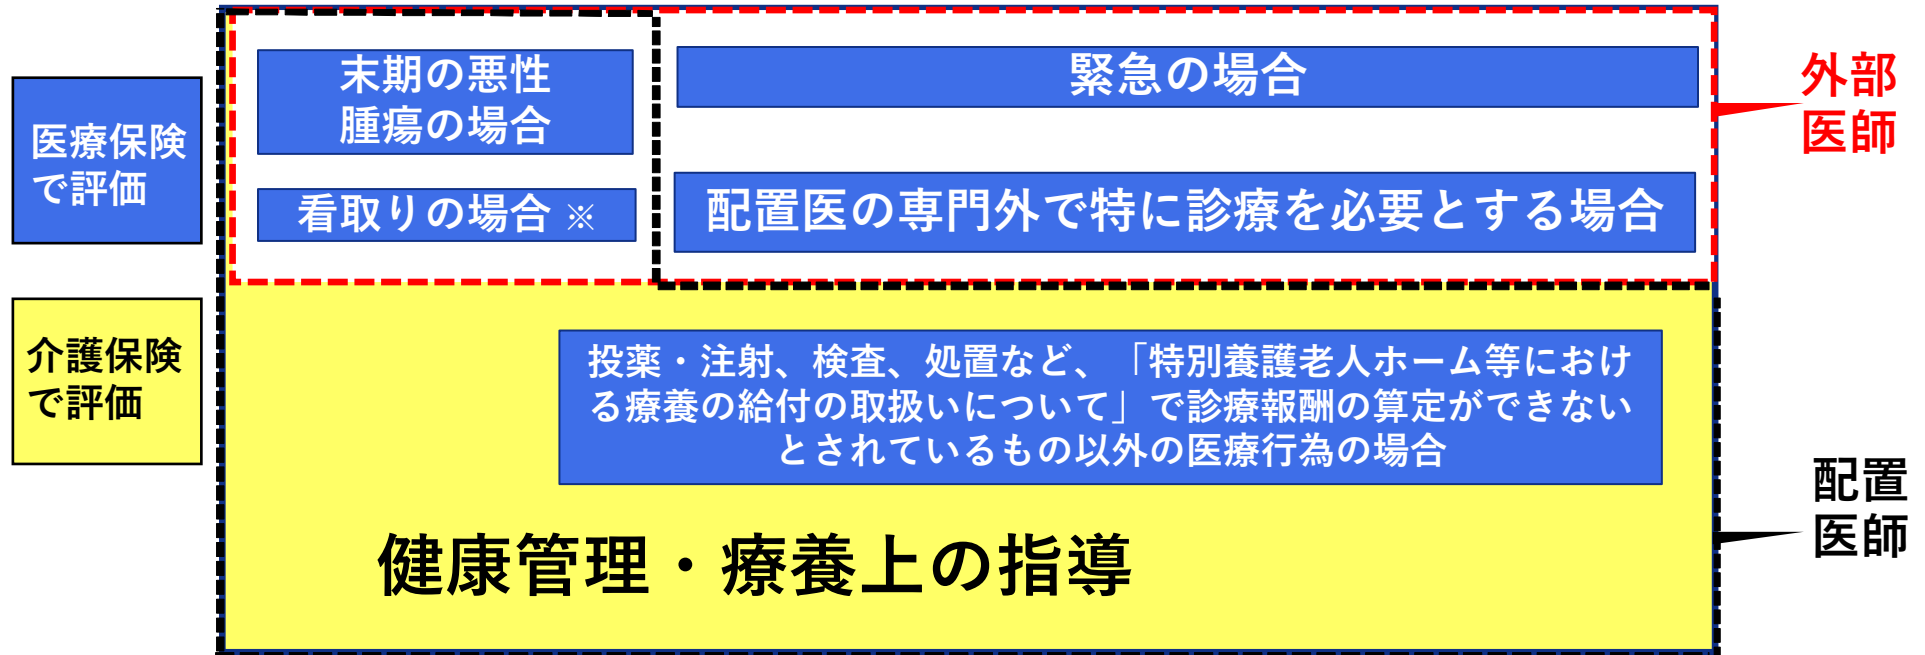 医療保険
で評価
介護保険
で評価
末期の悪性
腫瘍の場合
看取りの場合 ※
緊急の場合
配置医の専門外で特に診療を必要とする場合
外部
医師
投薬・注射、検査、処置など、「特別養護老人ホーム等におけ
る療養の給付の取扱いについて」で診療報酬の算定ができない
とされているもの以外の医療行為の場合
健康管理・療養上の指導
配置
医師